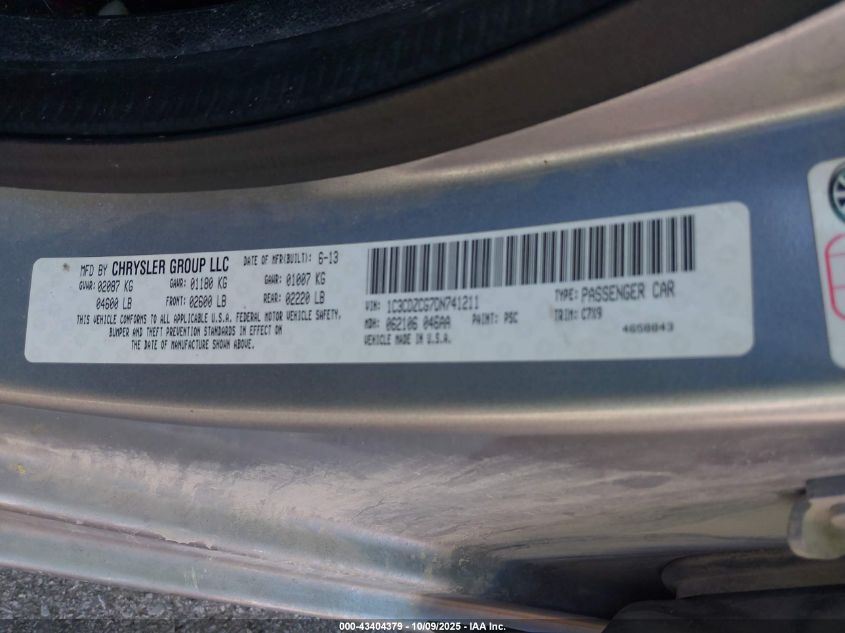 MFD BY CHRYSLER GROUP LLC DATE OF MFR(BUILT): 6-13
GVWR: 02087 KG GAWR: 01180 KG GAWR: 01007 KG
04600 LB FRONT: 02600 LB REAR: 02220 LB
THIS VEHICLE CONFORMS TO ALL APPLICABLE U.S.A. FEDERAL MOTOR VEHICLE SAFETY,
BUMPER AND THEFT PREVENTION STANDARDS IN EFFECT ON
THE DATE OF MANUFACTURE SHOWN ABOVE.
VIN: 1C3CDZCG7DN741211 TYPE: PASSENGER CAR
MDH: 062106 046AA PAINT: PSC TRIM: C7X9
VEHICLE MADE IN U.S.A. 4658843
000-43404379 | 10/09/2025 - IAA Inc.